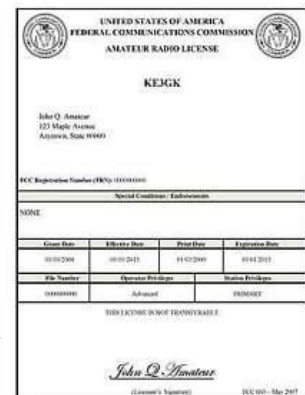 UNITED STATES OF AMERICA
FEDERAL COMMUNICATIONS COMMISSION
AMATEUR RADIO LICENSE
KE3GK
John Q. Amateur
123 Maple Avenue
Anytown, State
FCC Registration Number (FRN):
Special Conditions / Endorsements
NONE
Grant Date Effective Date Print Date Expiration Date
File Number Operator Privileges Station Privileges
Advanced PRIMARY
THIS LICENSE IS NOT TRANSFERABLE
John Q. Amateur
(Licensee's Signature) May 2007